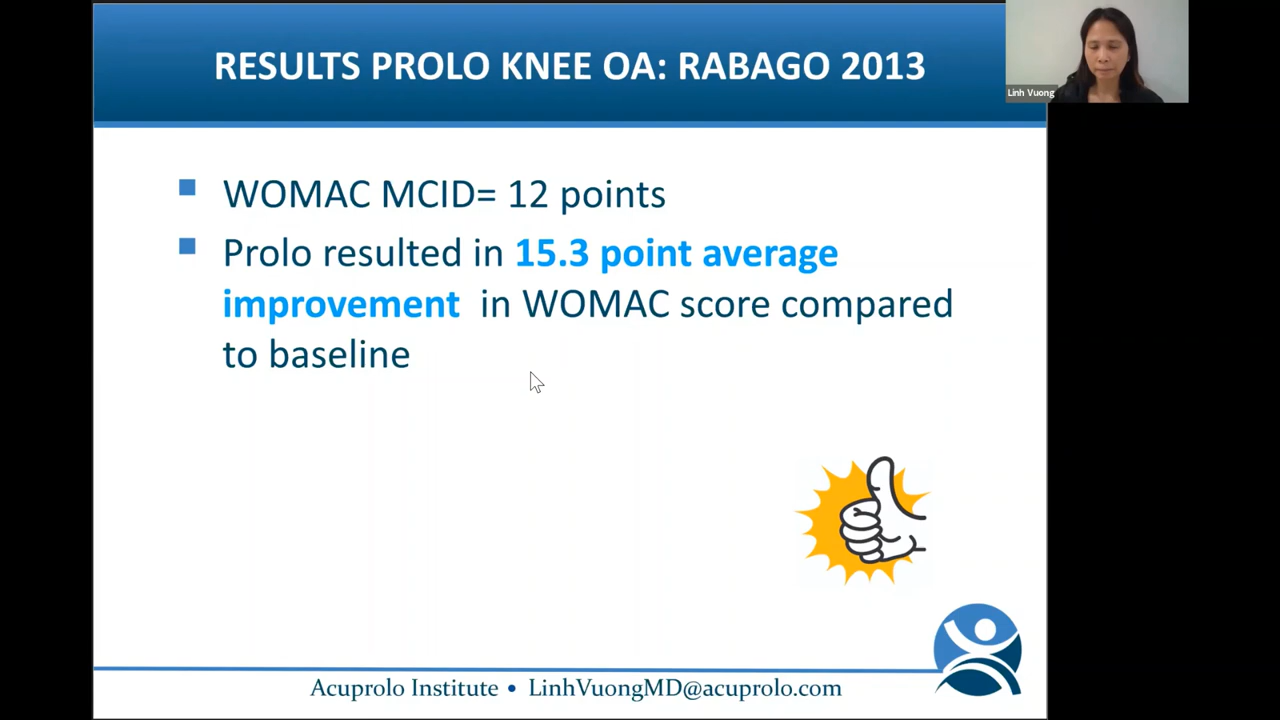 RESULTS PROLO KNEE OA: RABAGO 2013
Linh Vuong
WOMAC MCID= 12 points
Prolo resulted in 15.3 point average
improvement in WOMAC score compared
to baseline
Acuprolo Institute • LinhVuongMD@acuprolo.com